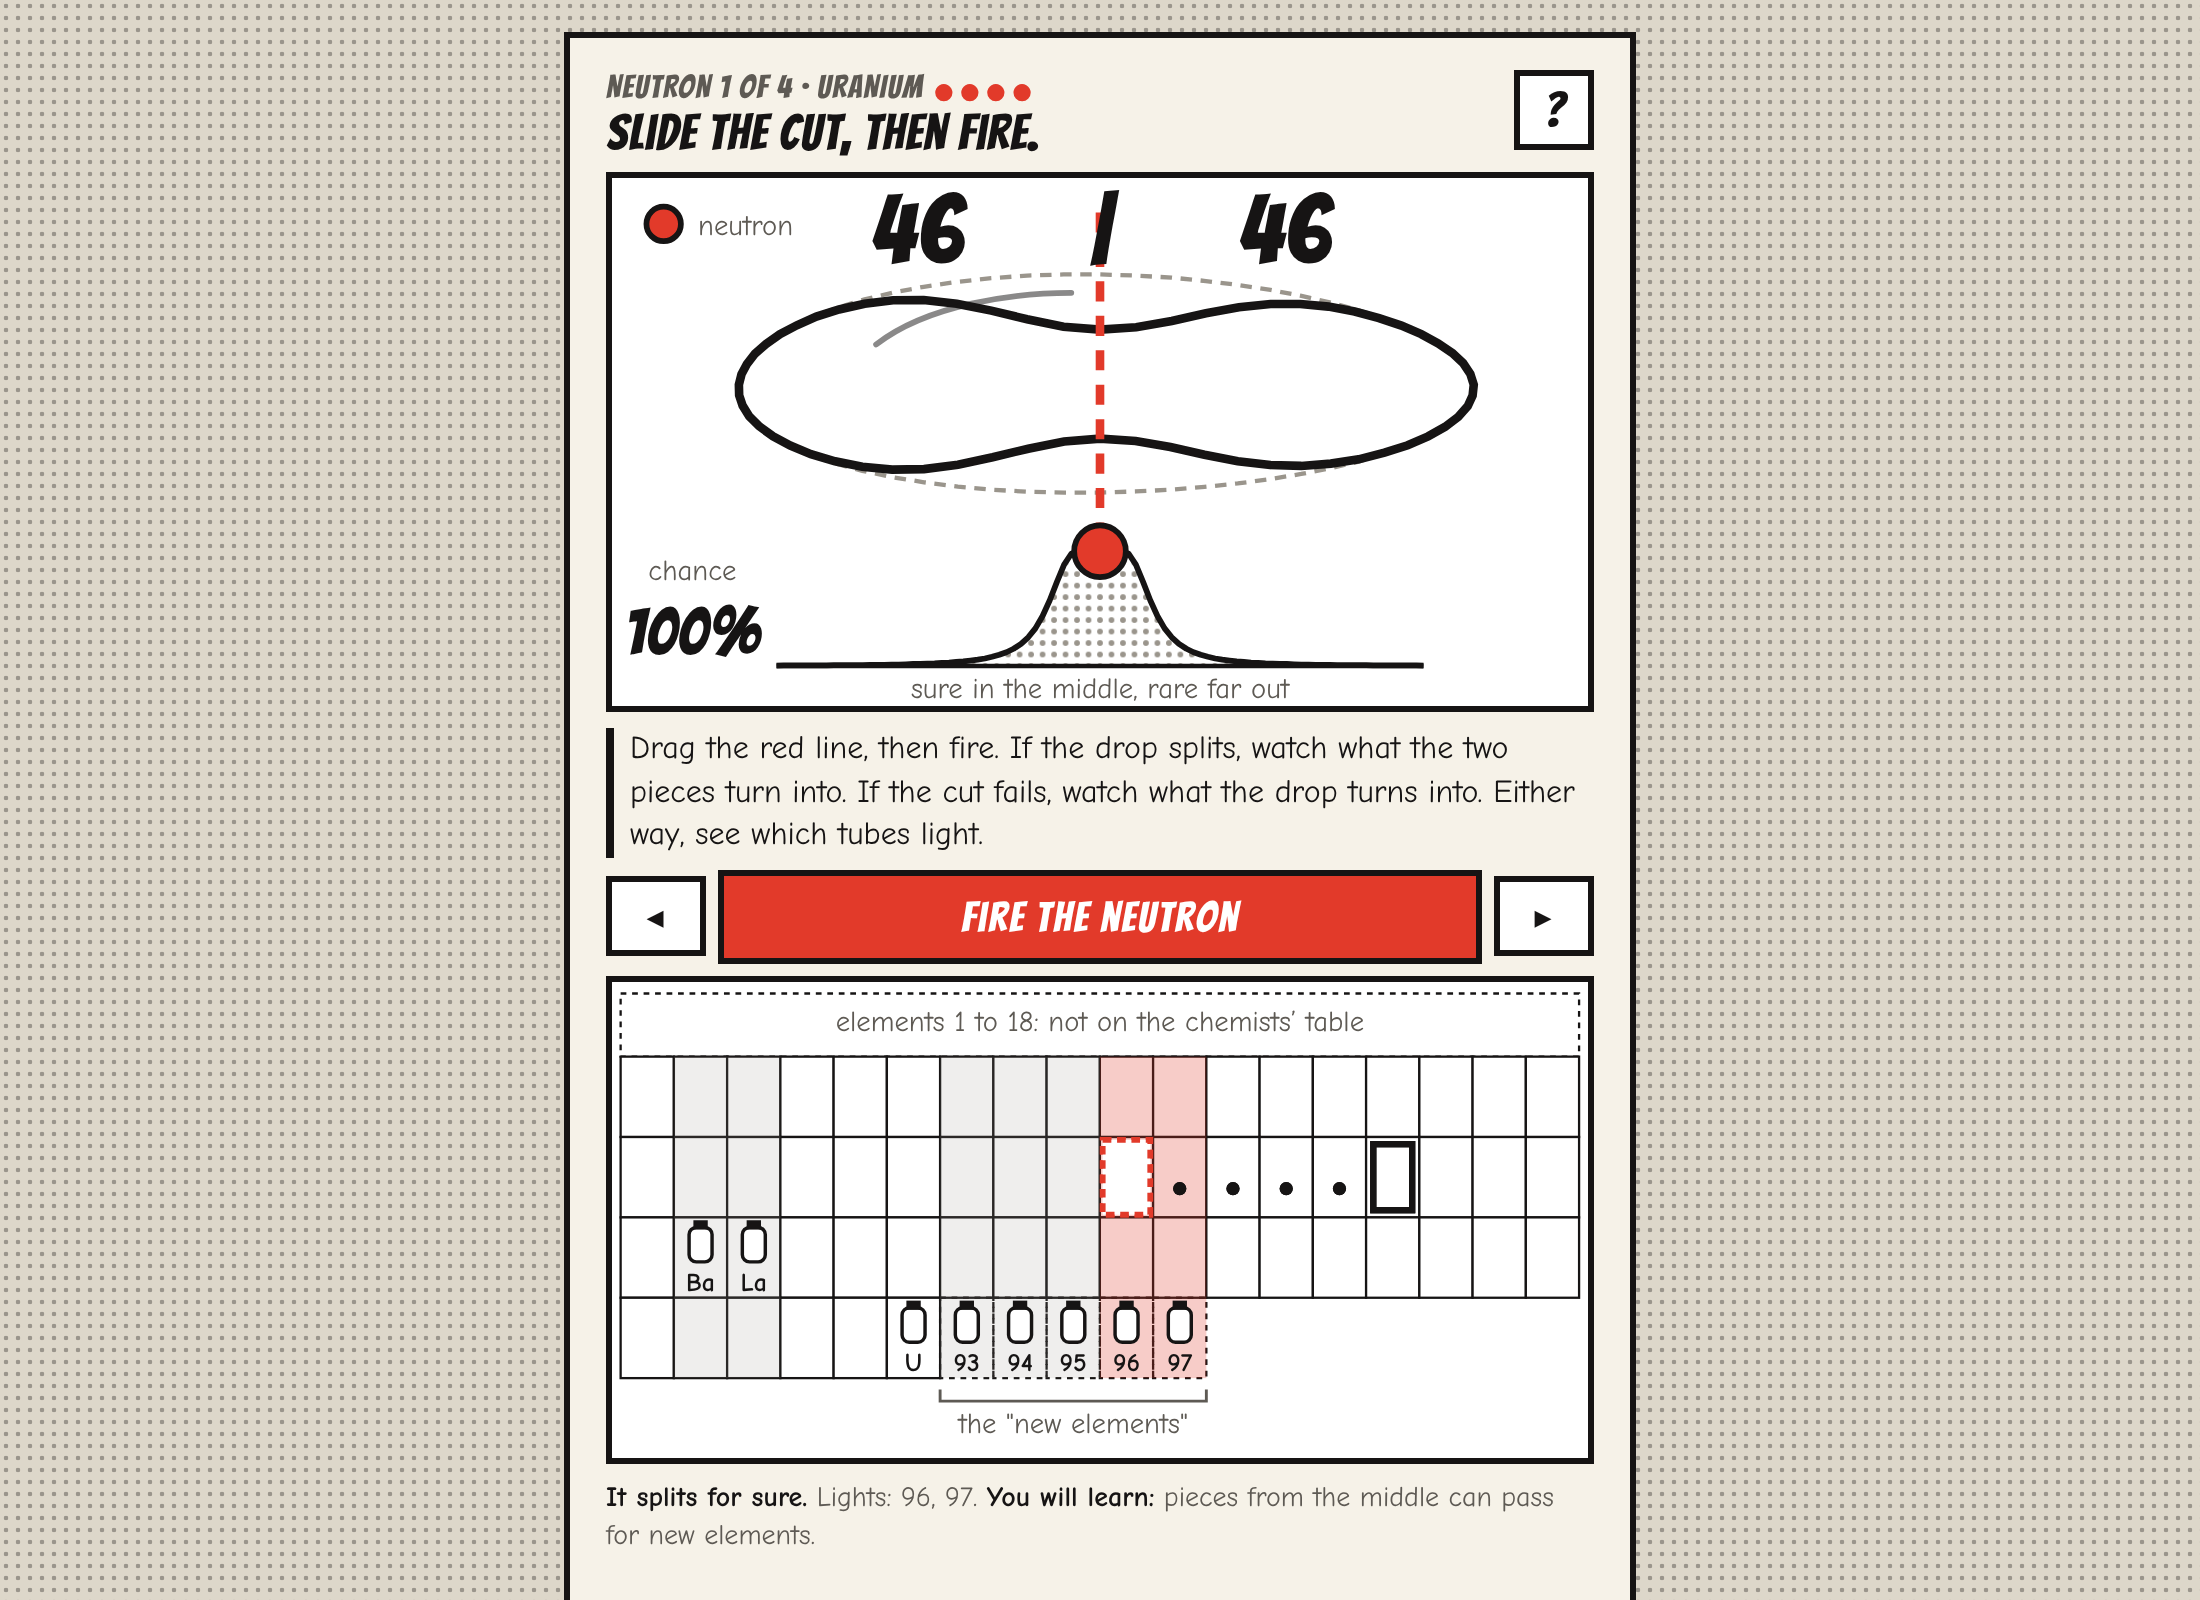 NEUTRON 1 OF 4 · URANIUM
SLIDE THE CUT, THEN FIRE.
?
neutron
46 / 46
chance
100%
sure in the middle, rare far out
Drag the red line, then fire. If the drop splits, watch what the two
pieces turn into. If the cut fails, watch what the drop turns into. Either
way, see which tubes light.
◄ FIRE THE NEUTRON ►
elements 1 to 18: not on the chemists’ table
Ba La
U 93 94 95 96 97
the "new elements"
It splits for sure. Lights: 96, 97. You will learn: pieces from the middle can pass
for new elements.